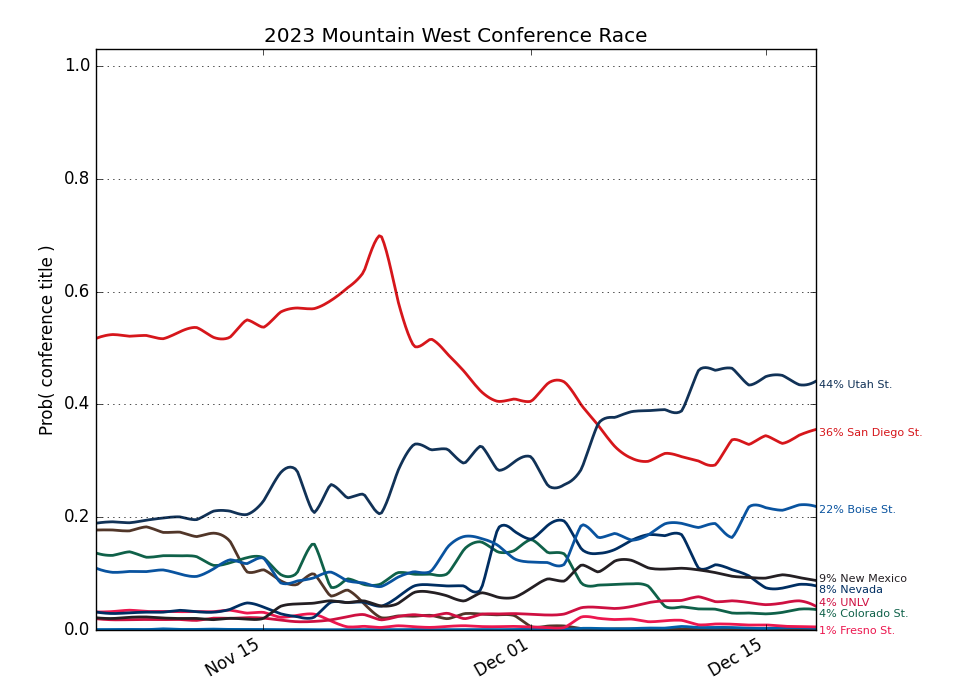 2023 Mountain West Conference Race
Prob( conference title )
1.0
0.8
0.6
0.4
0.2
0.0
Nov 15
Dec 01
Dec 15
44% Utah St.
36% San Diego St.
22% Boise St.
9% New Mexico
8% Nevada
4% UNLV
4% Colorado St.
1% Fresno St.